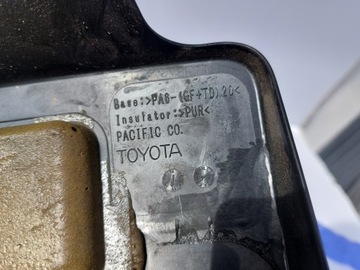 Base:>PA6-(GF+TD)20<
Insulator:>PUR<
PACIFIC CO.
TOYOTA